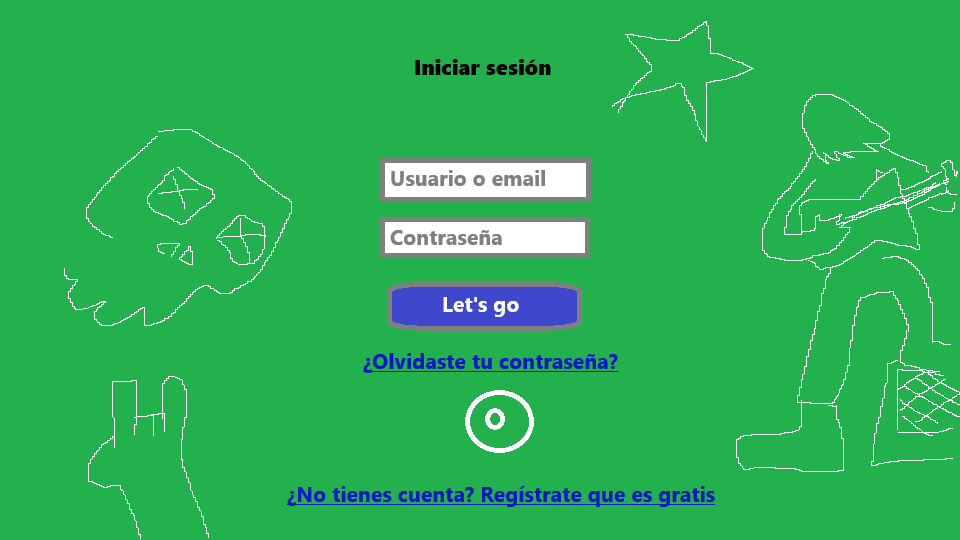 Iniciar sesión
Usuario o email
Contraseña
Let's go
¿Olvidaste tu contraseña?
¿No tienes cuenta? Regístrate que es gratis